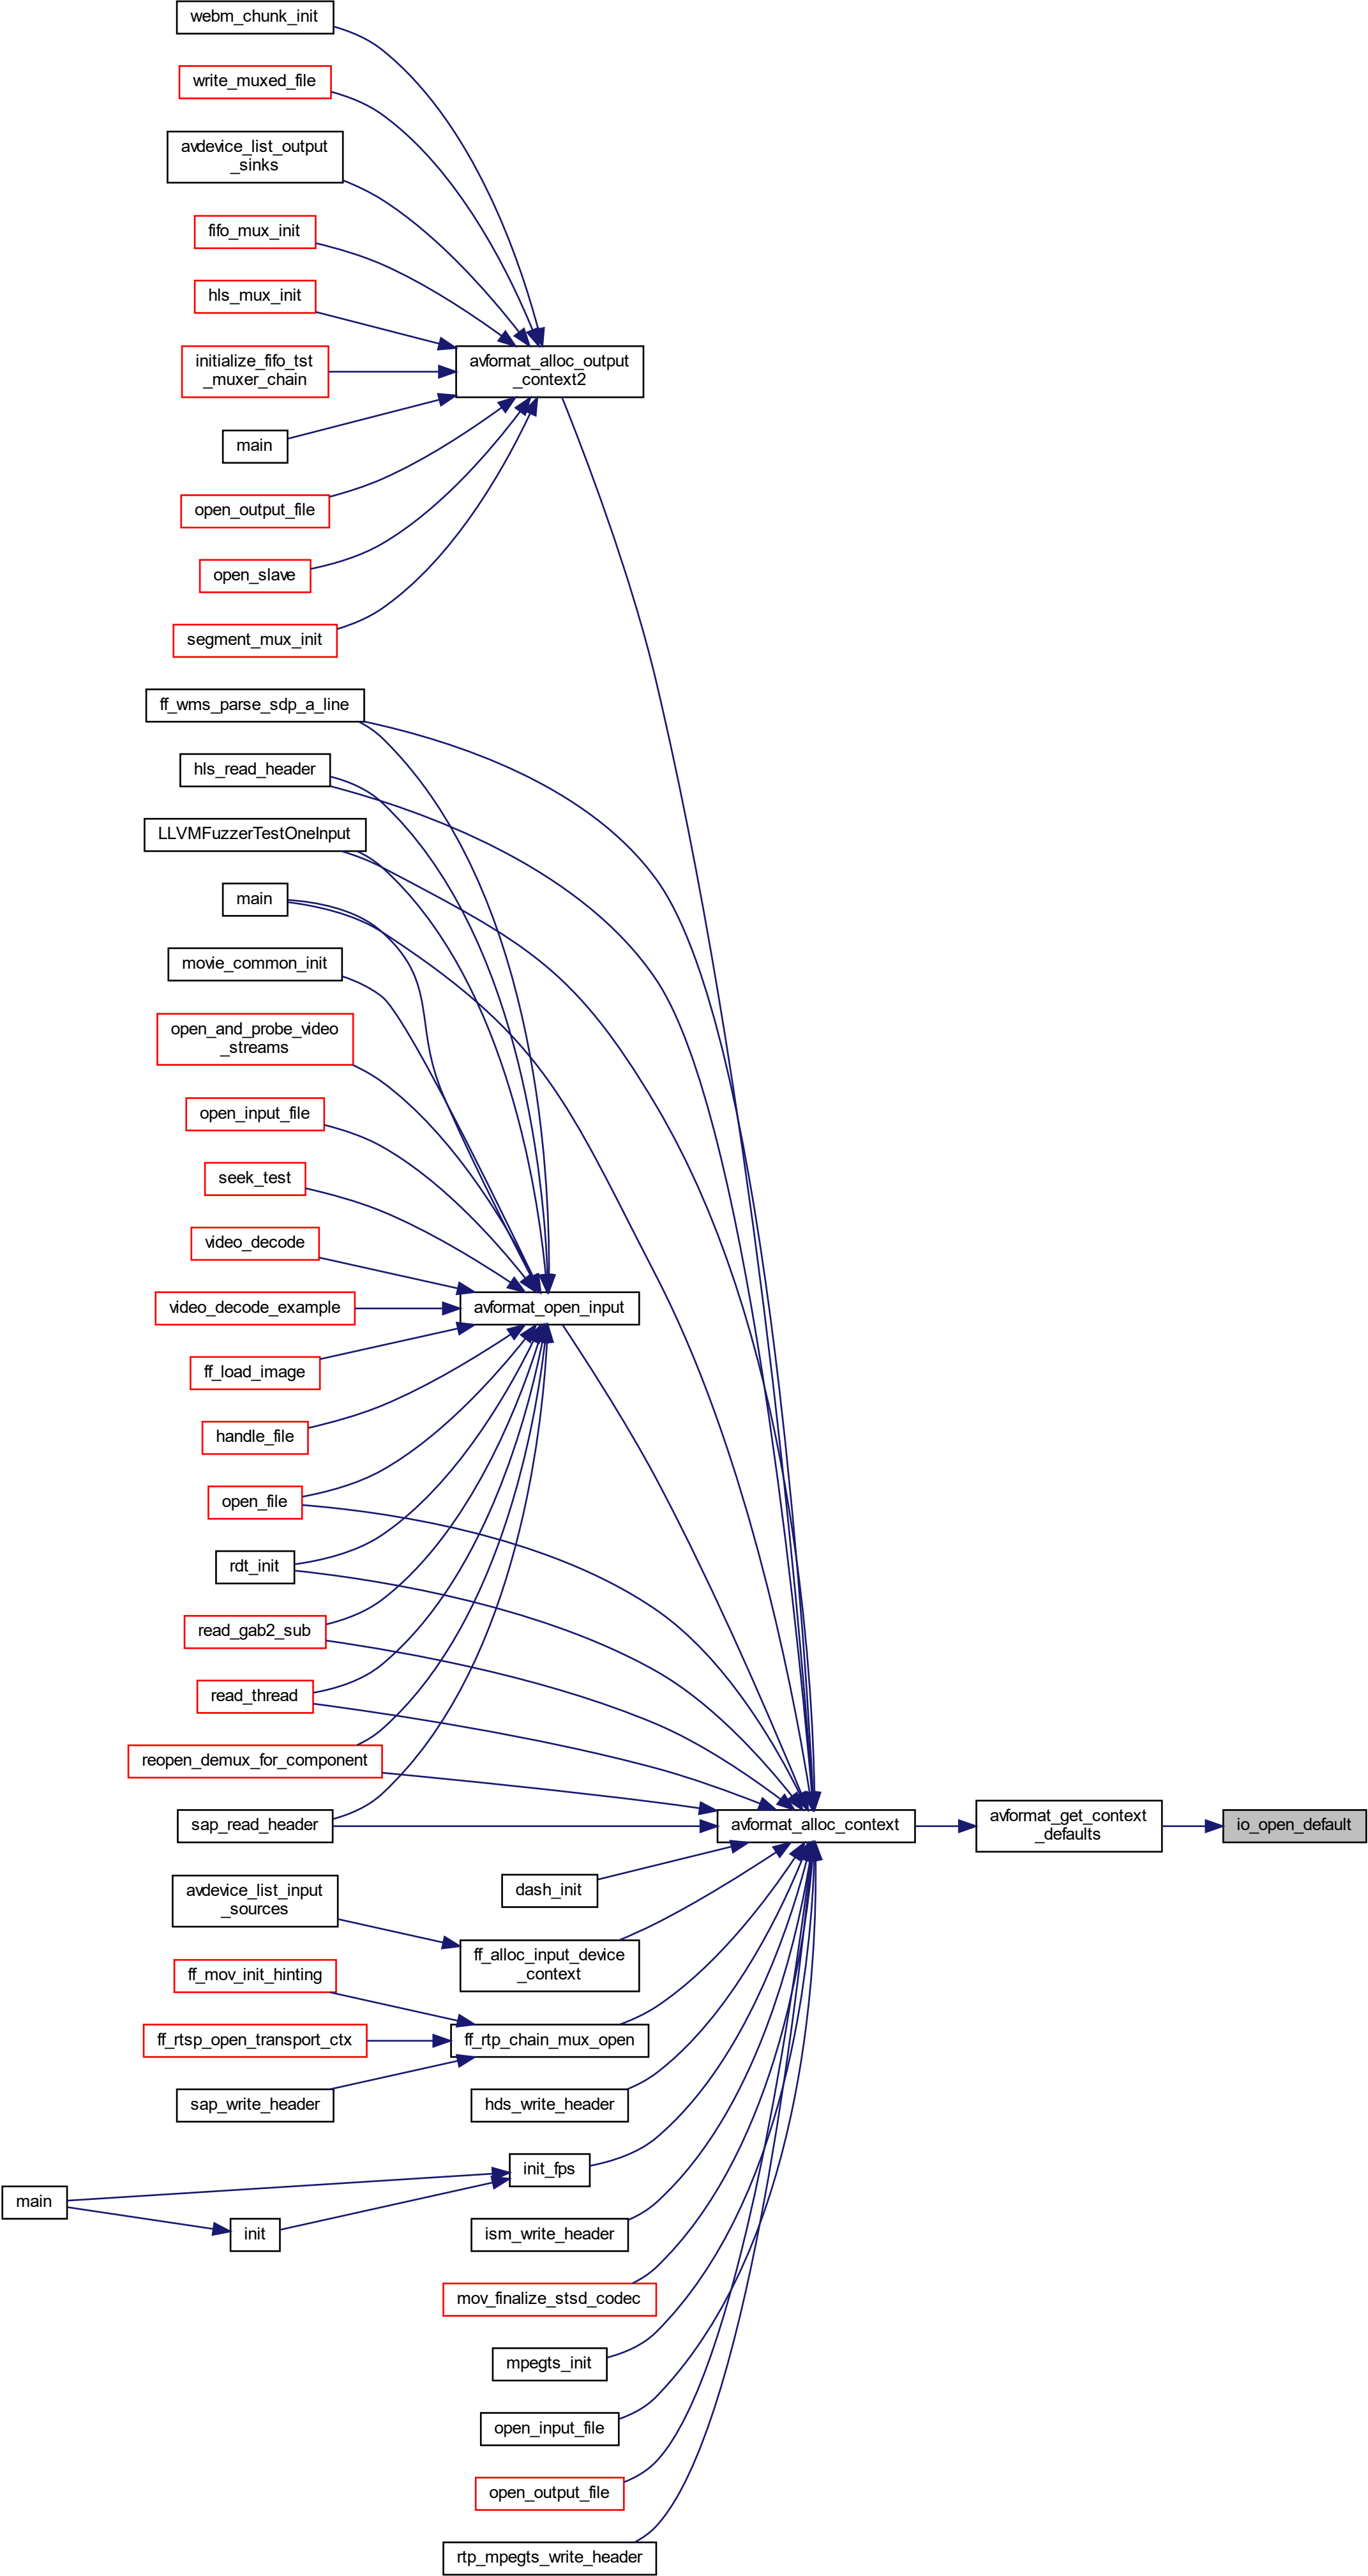 webm_chunk_init
write_muxed_file
avdevice_list_output
_sinks
fifo_mux_init
hls_mux_init
initialize_fifo_tst
_muxer_chain
avformat_alloc_output
_context2
main
open_output_file
open_slave
segment_mux_init
ff_wms_parse_sdp_a_line
hls_read_header
LLVMFuzzerTestOneInput
main
movie_common_init
open_and_probe_video
_streams
open_input_file
seek_test
video_decode
video_decode_example
avformat_open_input
ff_load_image
handle_file
open_file
rdt_init
read_gab2_sub
read_thread
reopen_demux_for_component
sap_read_header
avformat_alloc_context
avformat_get_context
_defaults
io_open_default
avdevice_list_input
_sources
dash_init
ff_alloc_input_device
_context
ff_mov_init_hinting
ff_rtsp_open_transport_ctx
ff_rtp_chain_mux_open
sap_write_header
hds_write_header
init_fps
main
init
ism_write_header
mov_finalize_stsd_codec
mpegts_init
open_input_file
open_output_file
rtp_mpegts_write_header